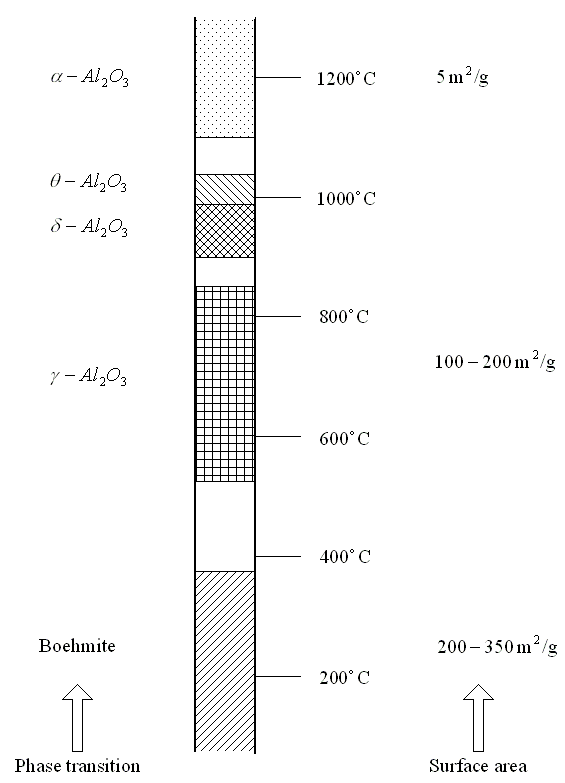 α – Al₂O₃ 1200°C 5 m²/g
θ – Al₂O₃ 1000°C
δ – Al₂O₃
800°C
γ – Al₂O₃ 100 – 200 m²/g
600°C
400°C
Boehmite 200 – 350 m²/g
200°C
Phase transition Surface area